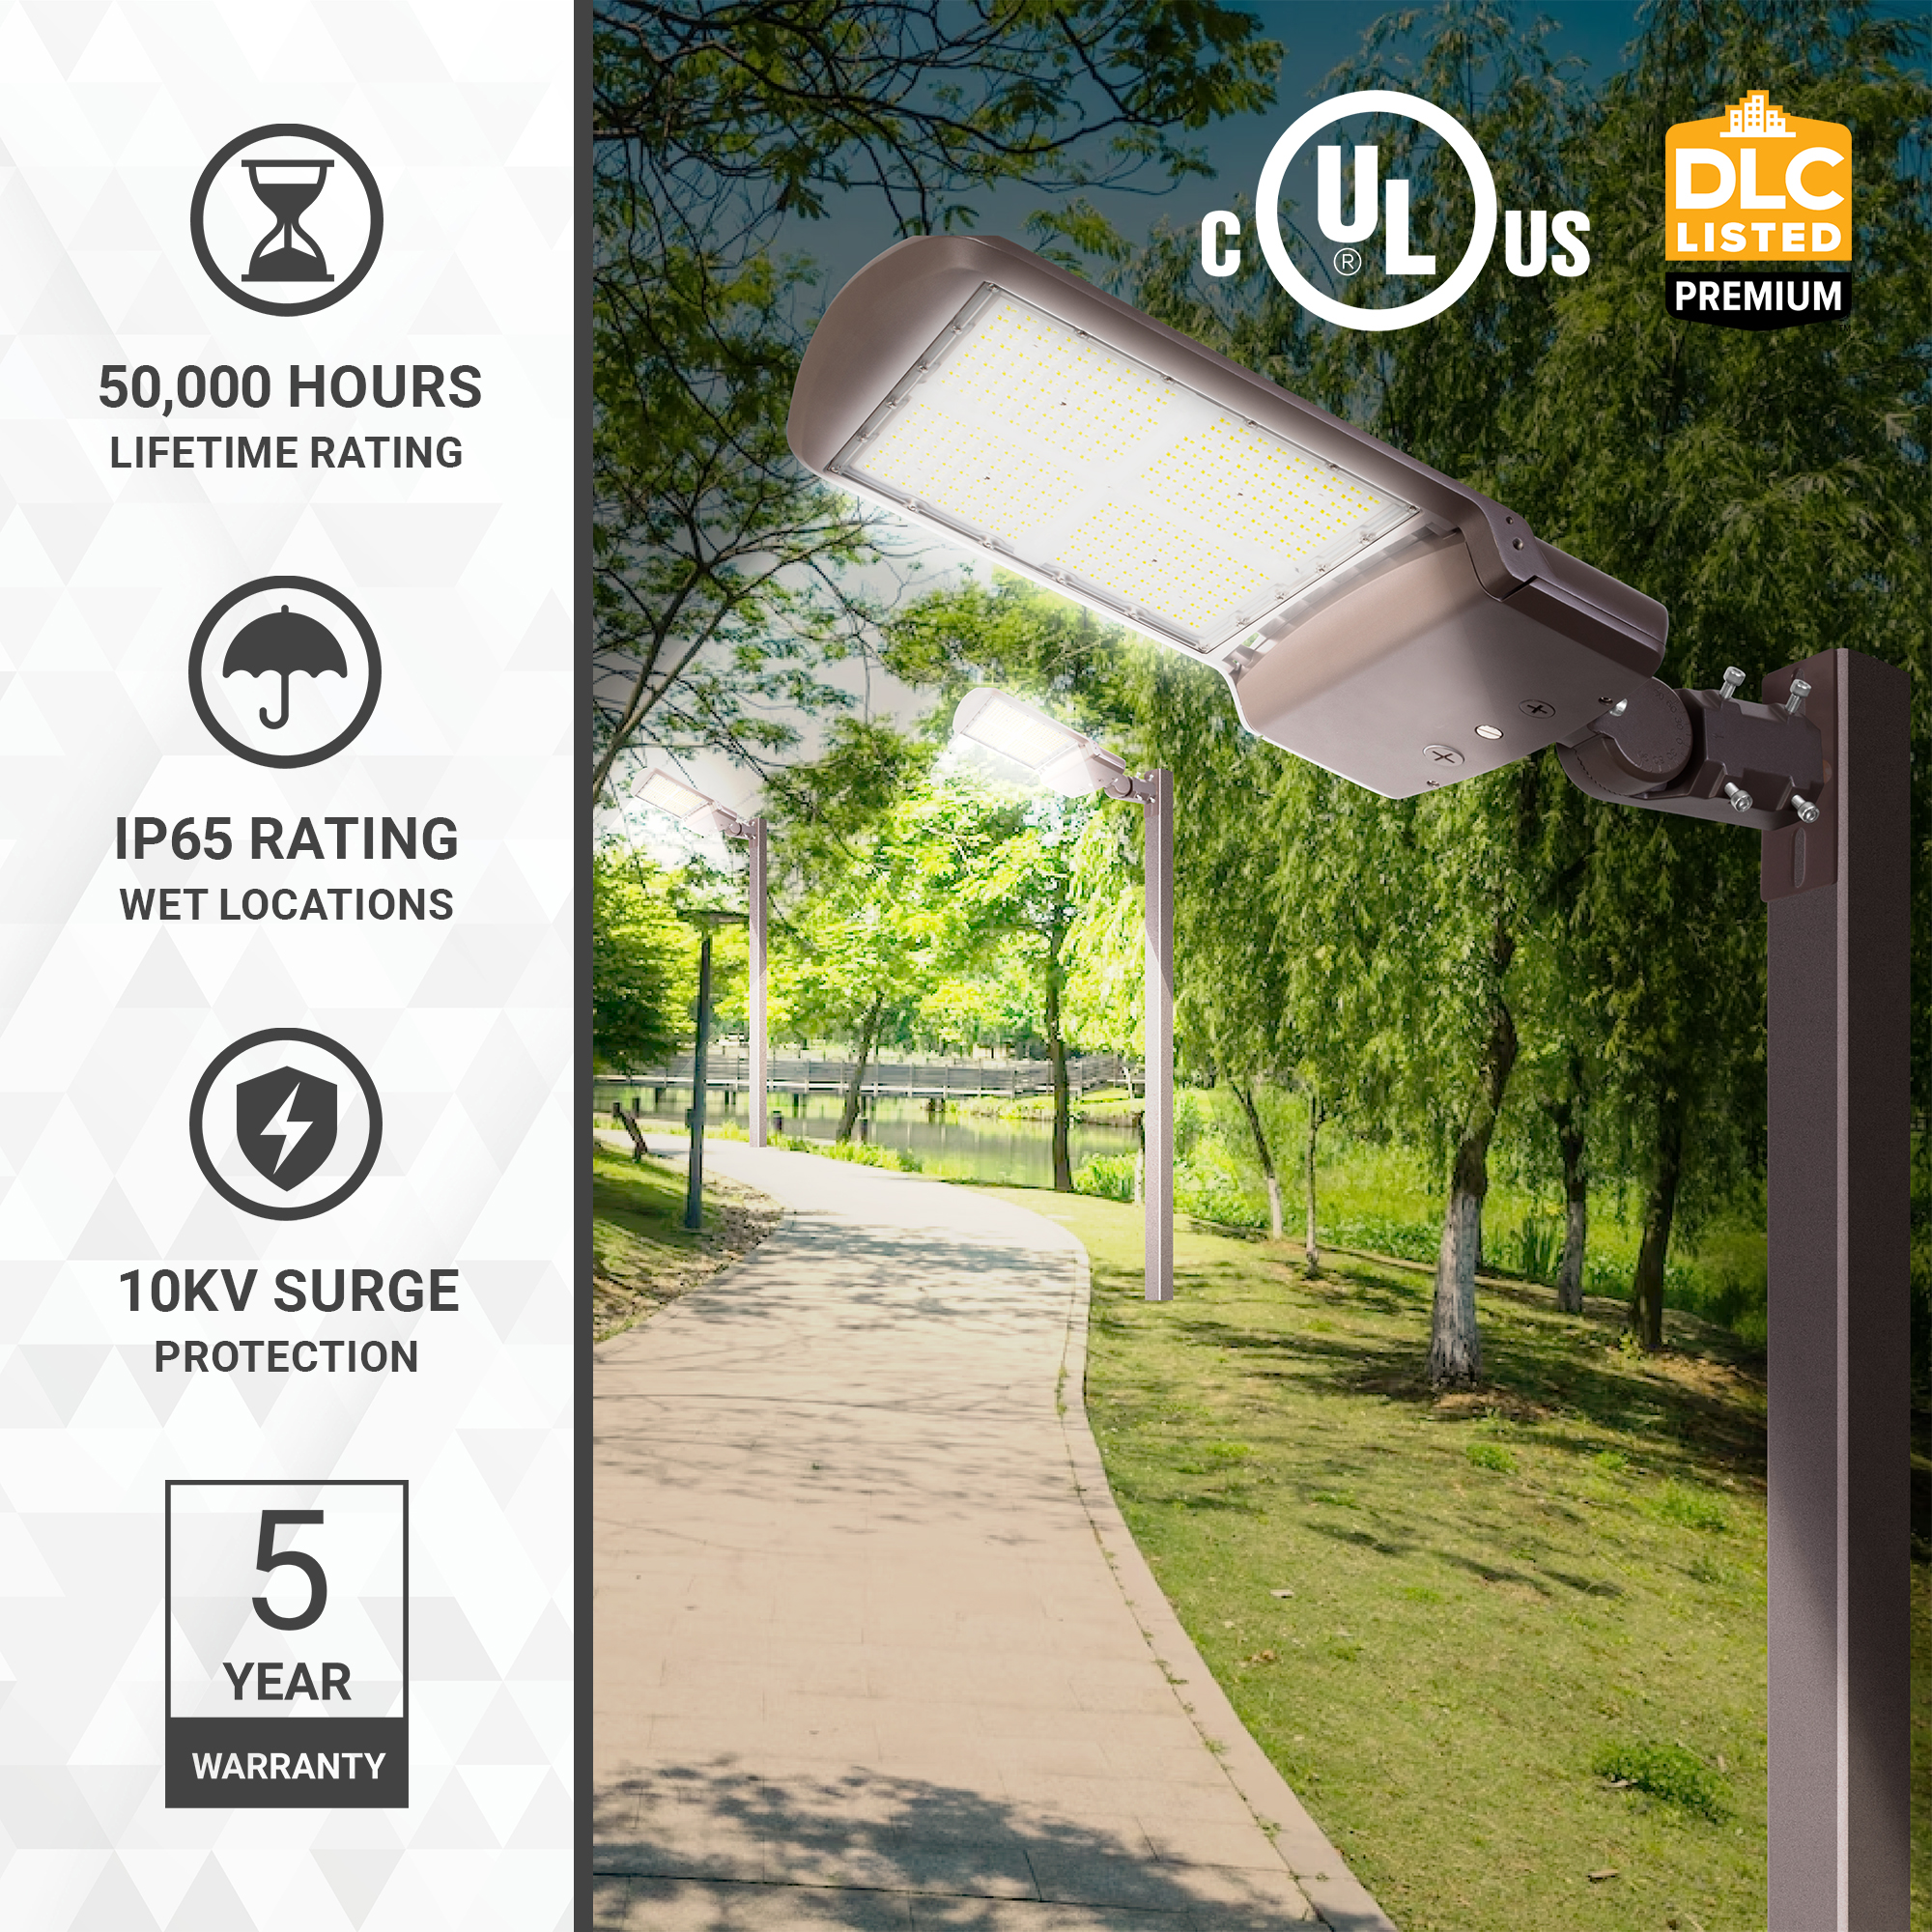 50,000 HOURS
LIFETIME RATING
IP65 RATING
WET LOCATIONS
10KV SURGE
PROTECTION
5
YEAR
WARRANTY
C UL US
®
DLC
LISTED
PREMIUM